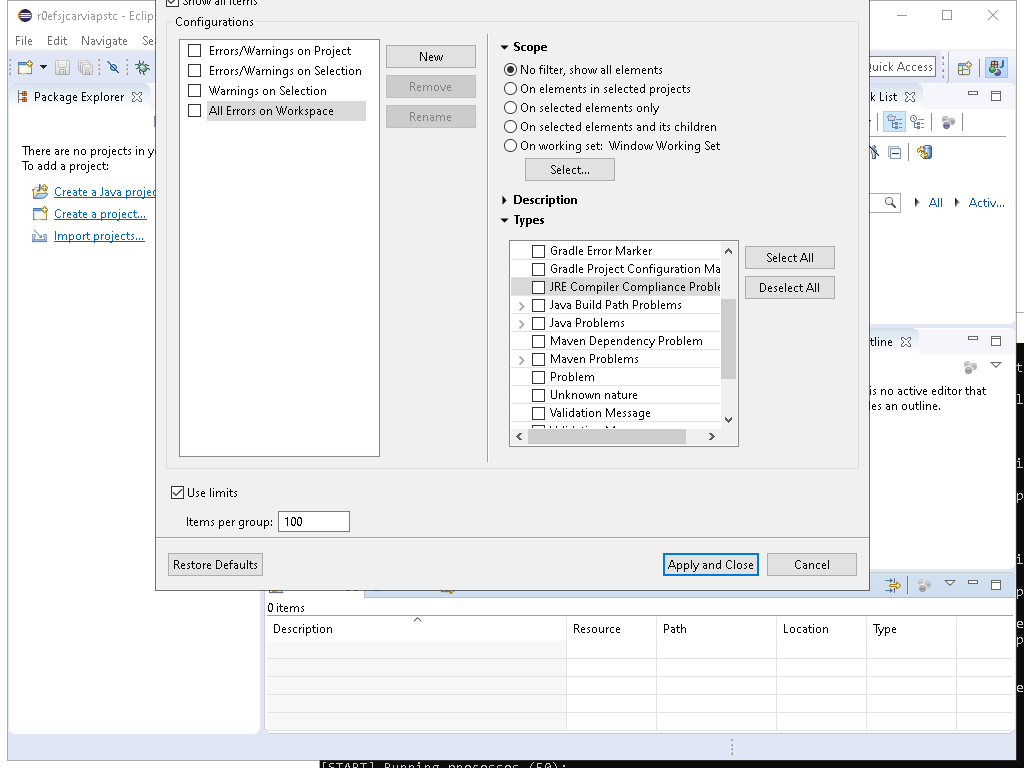 r0efsjcarviapstc - Eclip
Show all items
File Edit Navigate Se
Configurations
Errors/Warnings on Project
Errors/Warnings on Selection
Warnings on Selection
All Errors on Workspace
New
Remove
Rename
Scope
No filter, show all elements
On elements in selected projects
On selected elements only
On selected elements and its children
On working set: Window Working Set
Select...
Description
Types
Gradle Error Marker
Gradle Project Configuration Ma
JRE Compiler Compliance Proble
Java Build Path Problems
Java Problems
Maven Dependency Problem
Maven Problems
Problem
Unknown nature
Validation Message
Select All
Deselect All
Use limits
Items per group: 100
Restore Defaults
Apply and Close
Cancel
Package Explorer
There are no projects in y
To add a project:
Create a Java projec
Create a project...
Import projects...
Quick Access
k List
All
Activ...
tline
is no active editor that
des an outline.
0 items
Description Resource Path Location Type
[START] Running processes (50):